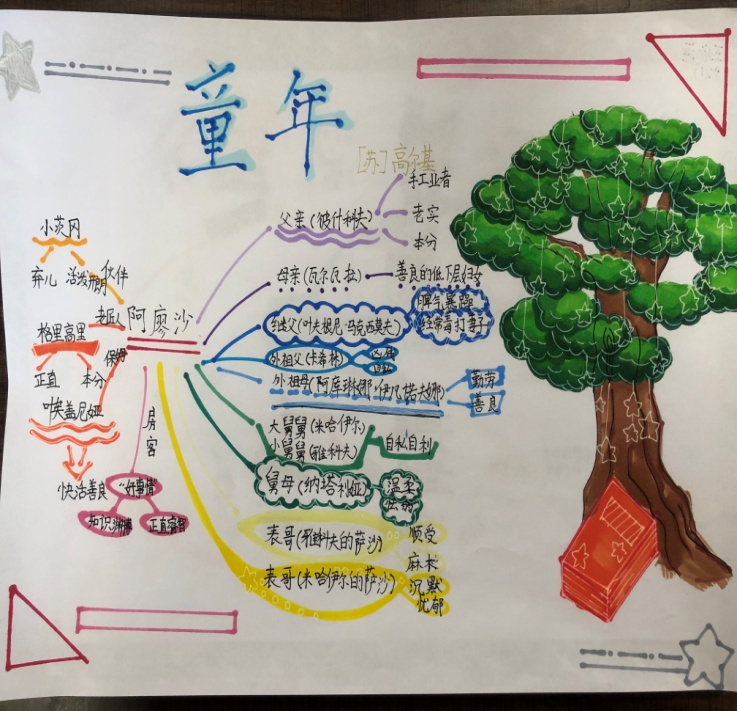 童年
[苏]高尔基
阿廖沙
父亲(彼什科夫)
手工业者
老实
本分
母亲(瓦尔瓦拉)
善良的低下层妇女
继父(叶夫根尼·马克西莫夫)
脾气暴躁
经常毒打妻子
外祖父(卡希林)
外祖母(阿库琳娜·伊凡诺夫娜)
勤劳
善良
大舅舅(米哈伊尔)
小舅舅(雅科夫)
自私自利
舅母(纳塔利娅)
温柔
表哥(雅科夫的萨沙)
顺受
麻木
表哥(米哈伊尔的萨沙)
沉默
忧郁
小茨冈
弃儿
活泼开朗
伙伴
老匠人
格里高里
正直
本分
保姆
叶芙盖尼娅
快活善良
房客
"好事情"
知识渊博
正直